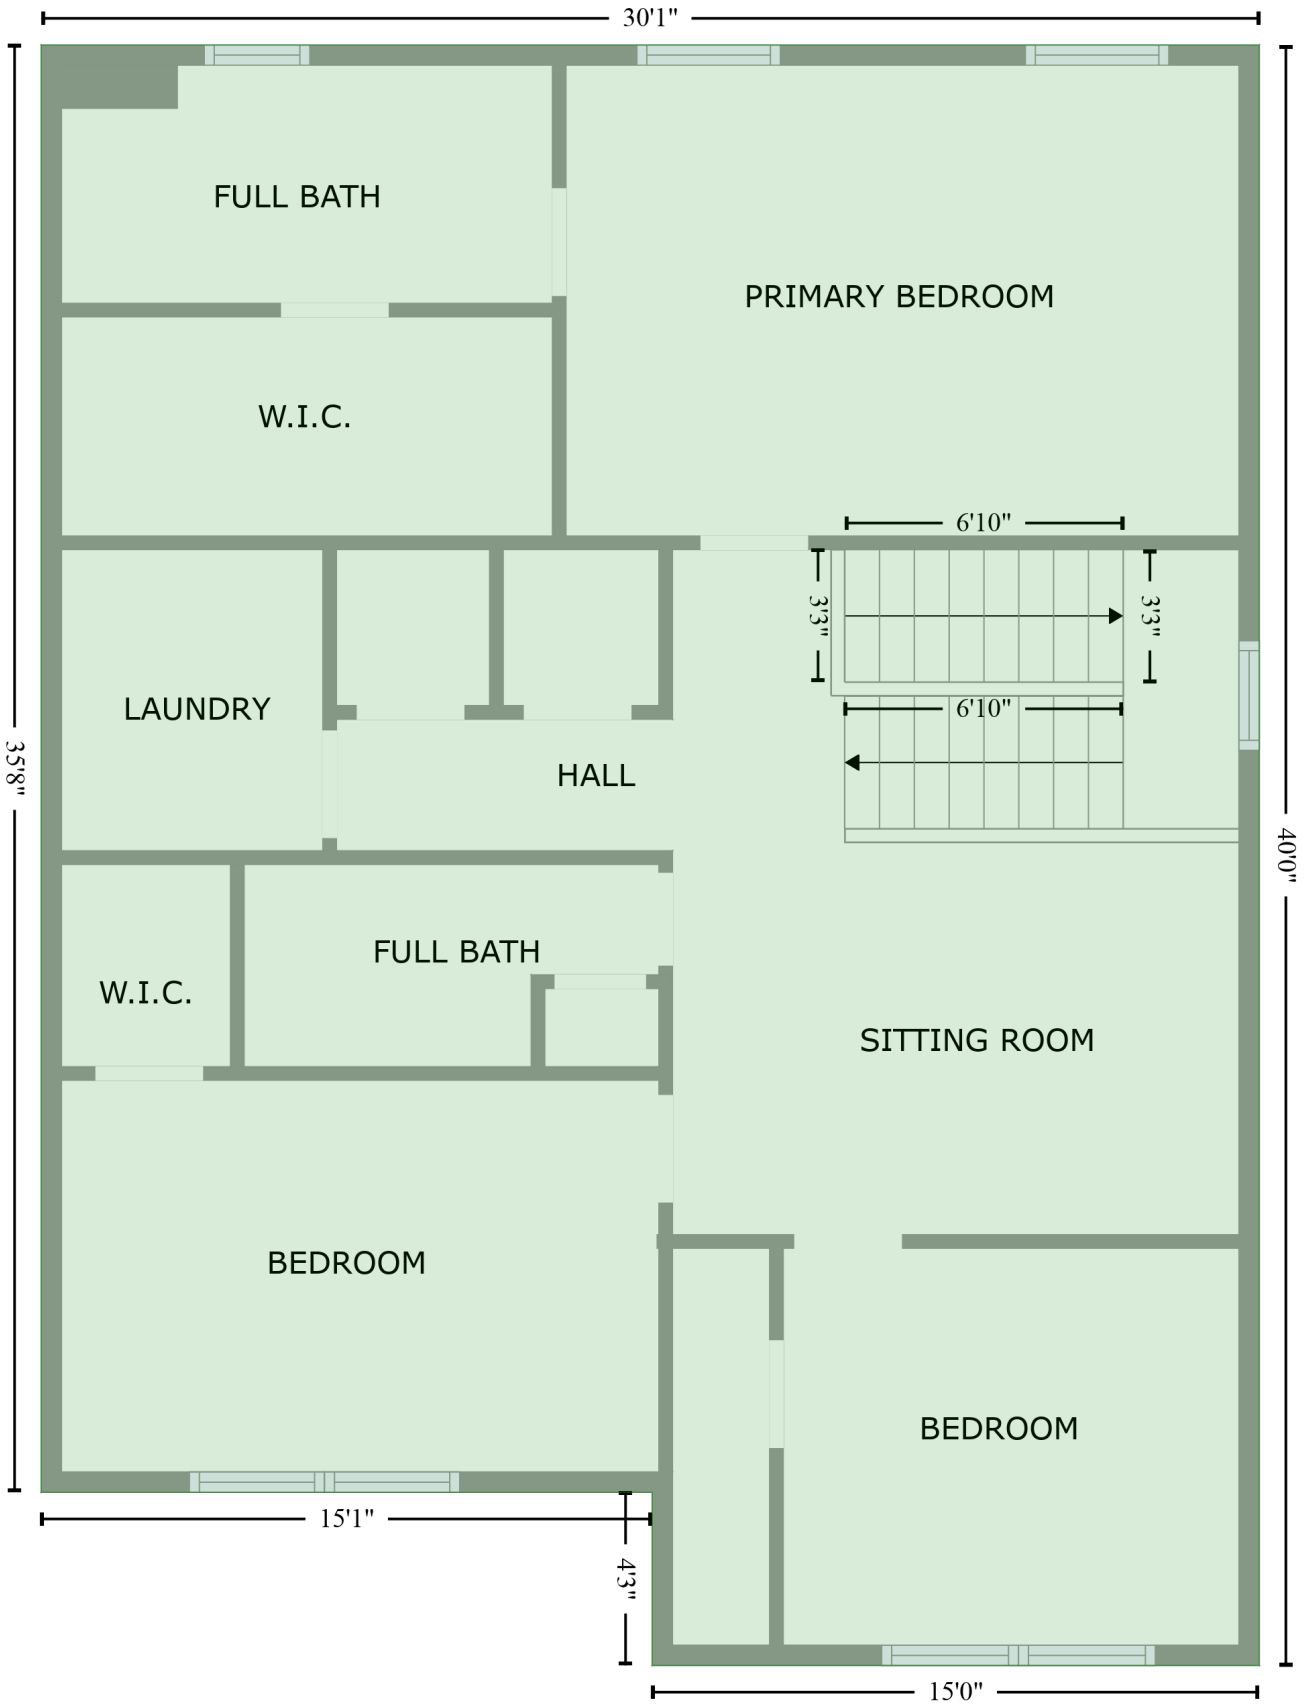 30'1"
FULL BATH
PRIMARY BEDROOM
W.I.C.
6'10"
3'3"
3'3"
LAUNDRY
6'10"
35'8"
HALL
40'0"
FULL BATH
W.I.C.
SITTING ROOM
BEDROOM
BEDROOM
15'1"
4'3"
15'0"